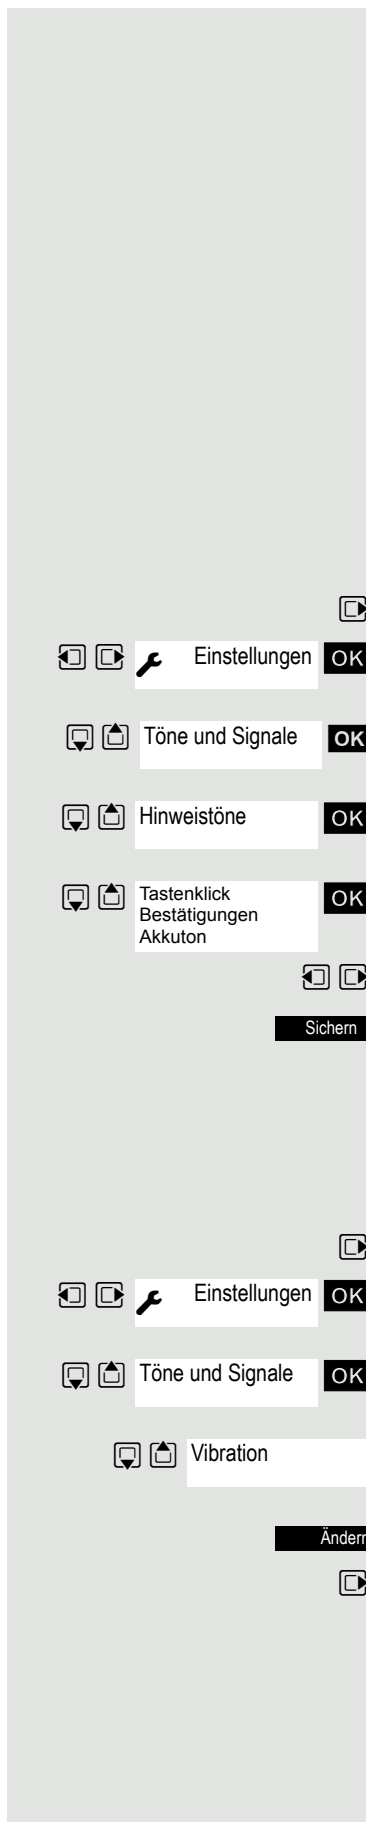 Einstellungen OK
Töne und Signale OK
Hinweistöne OK
Tastenklick OK
Bestätigungen
Akkuton
Sichern
Einstellungen OK
Töne und Signale OK
Vibration
Ändern